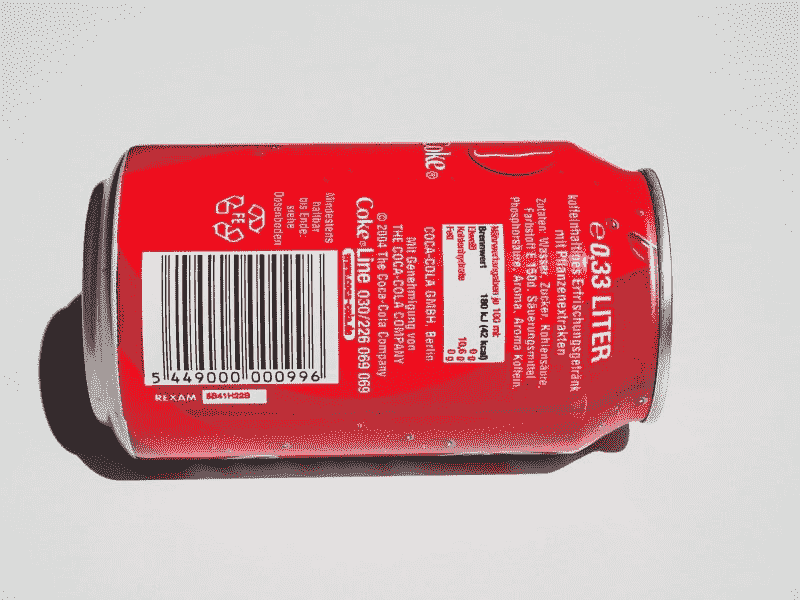 Coke®
℮ 0,33 LITER
koffeinhaltiges Erfrischungsgetränk
mit Pflanzenextrakten
Zutaten: Wasser, Zucker, Kohlensäure,
Farbstoff E 150d, Säuerungsmittel
Phosphorsäure, Aroma, Aroma Koffein.
Nährwertangaben je 100 ml:
Brennwert 180 kJ (42 kcal)
Eiweiß 0 g
Kohlenhydrate 10,6 g
Fett 0 g
COCA-COLA GMBH, Berlin
Mit Genehmigung von
THE COCA-COLA COMPANY
© 2004 The Coca-Cola Company
Coke® Line 030/226 069 069
Mindestens
haltbar
bis Ende:
siehe
Dosenboden
FE
5 449000 000996
REXAM